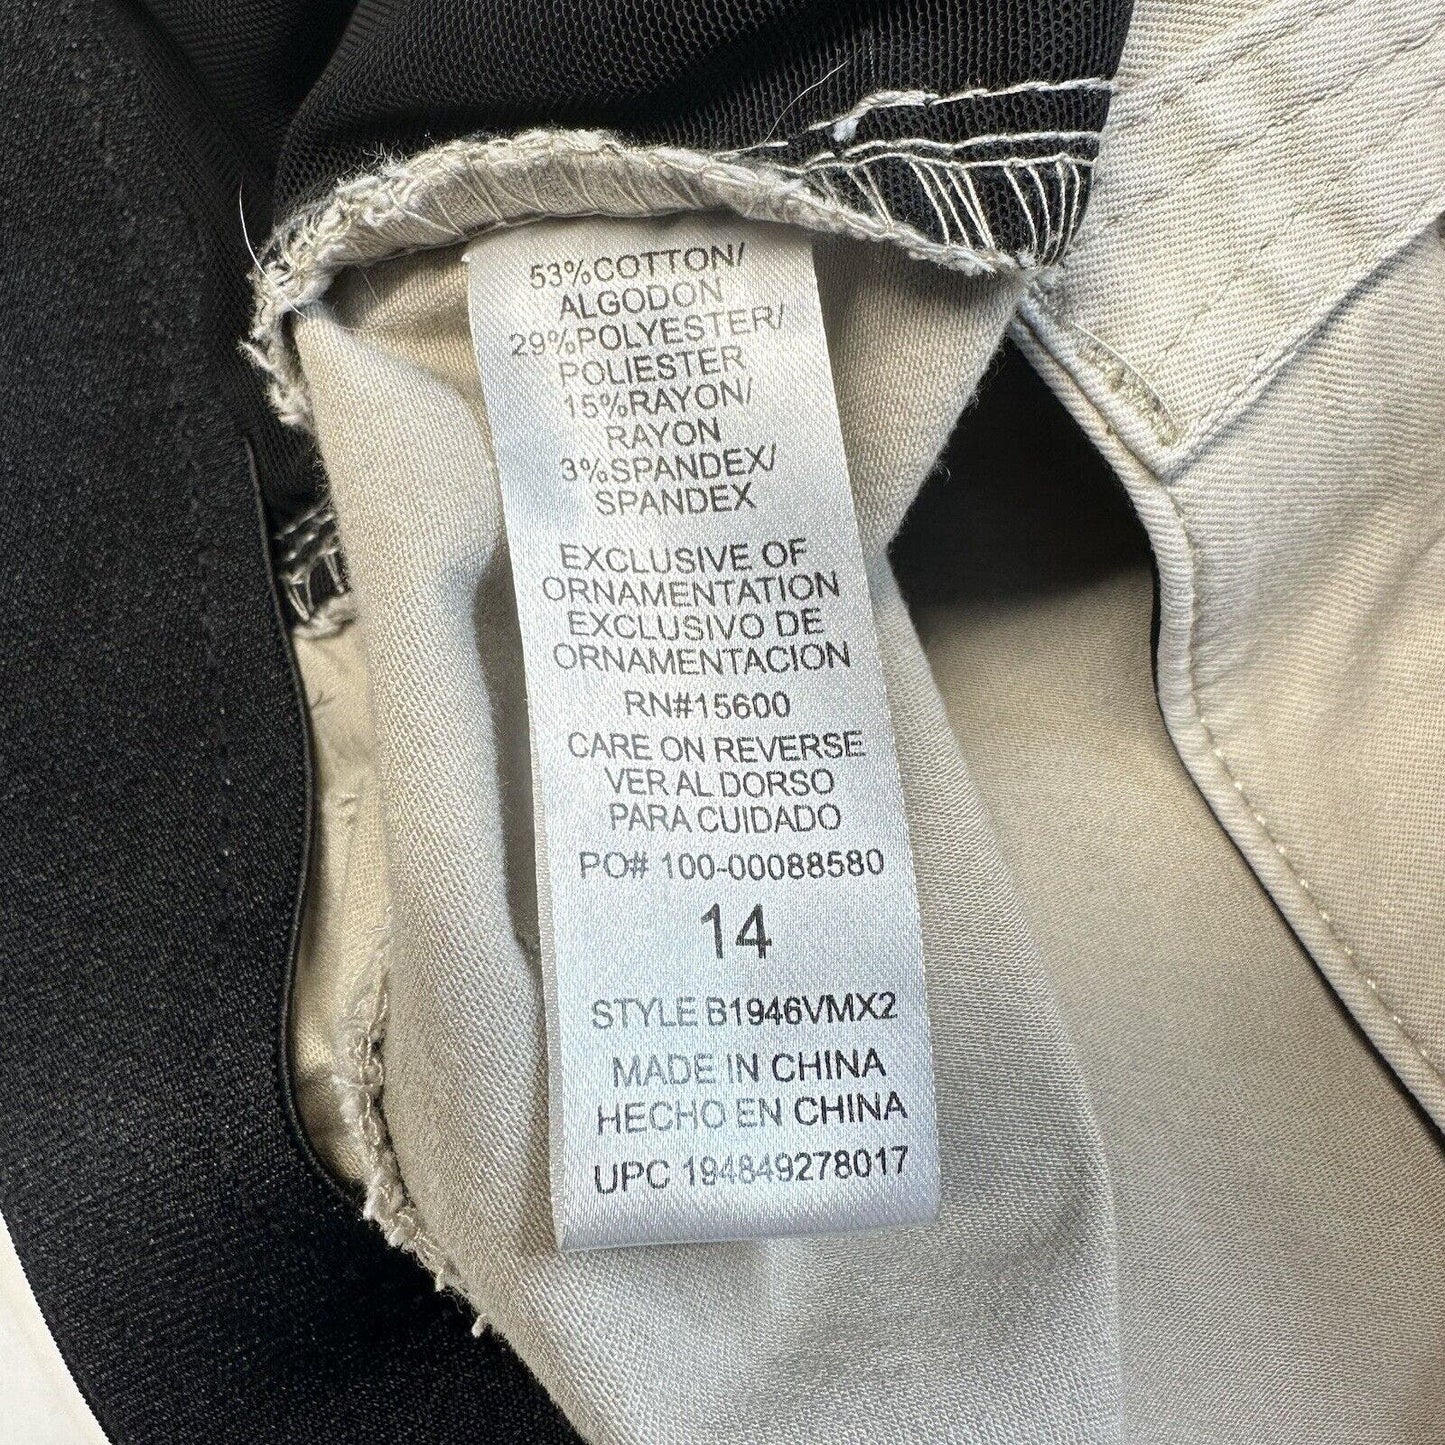 53%COTTON/
ALGODON
29%POLYESTER/
POLIESTER
15%RAYON/
RAYON
3%SPANDEX/
SPANDEX
EXCLUSIVE OF
ORNAMENTATION
EXCLUSIVO DE
ORNAMENTACION
RN#15600
CARE ON REVERSE
VER AL DORSO
PARA CUIDADO
PO# 100-00088580
14
STYLE B1946VMX2
MADE IN CHINA
HECHO EN CHINA
UPC 194849278017